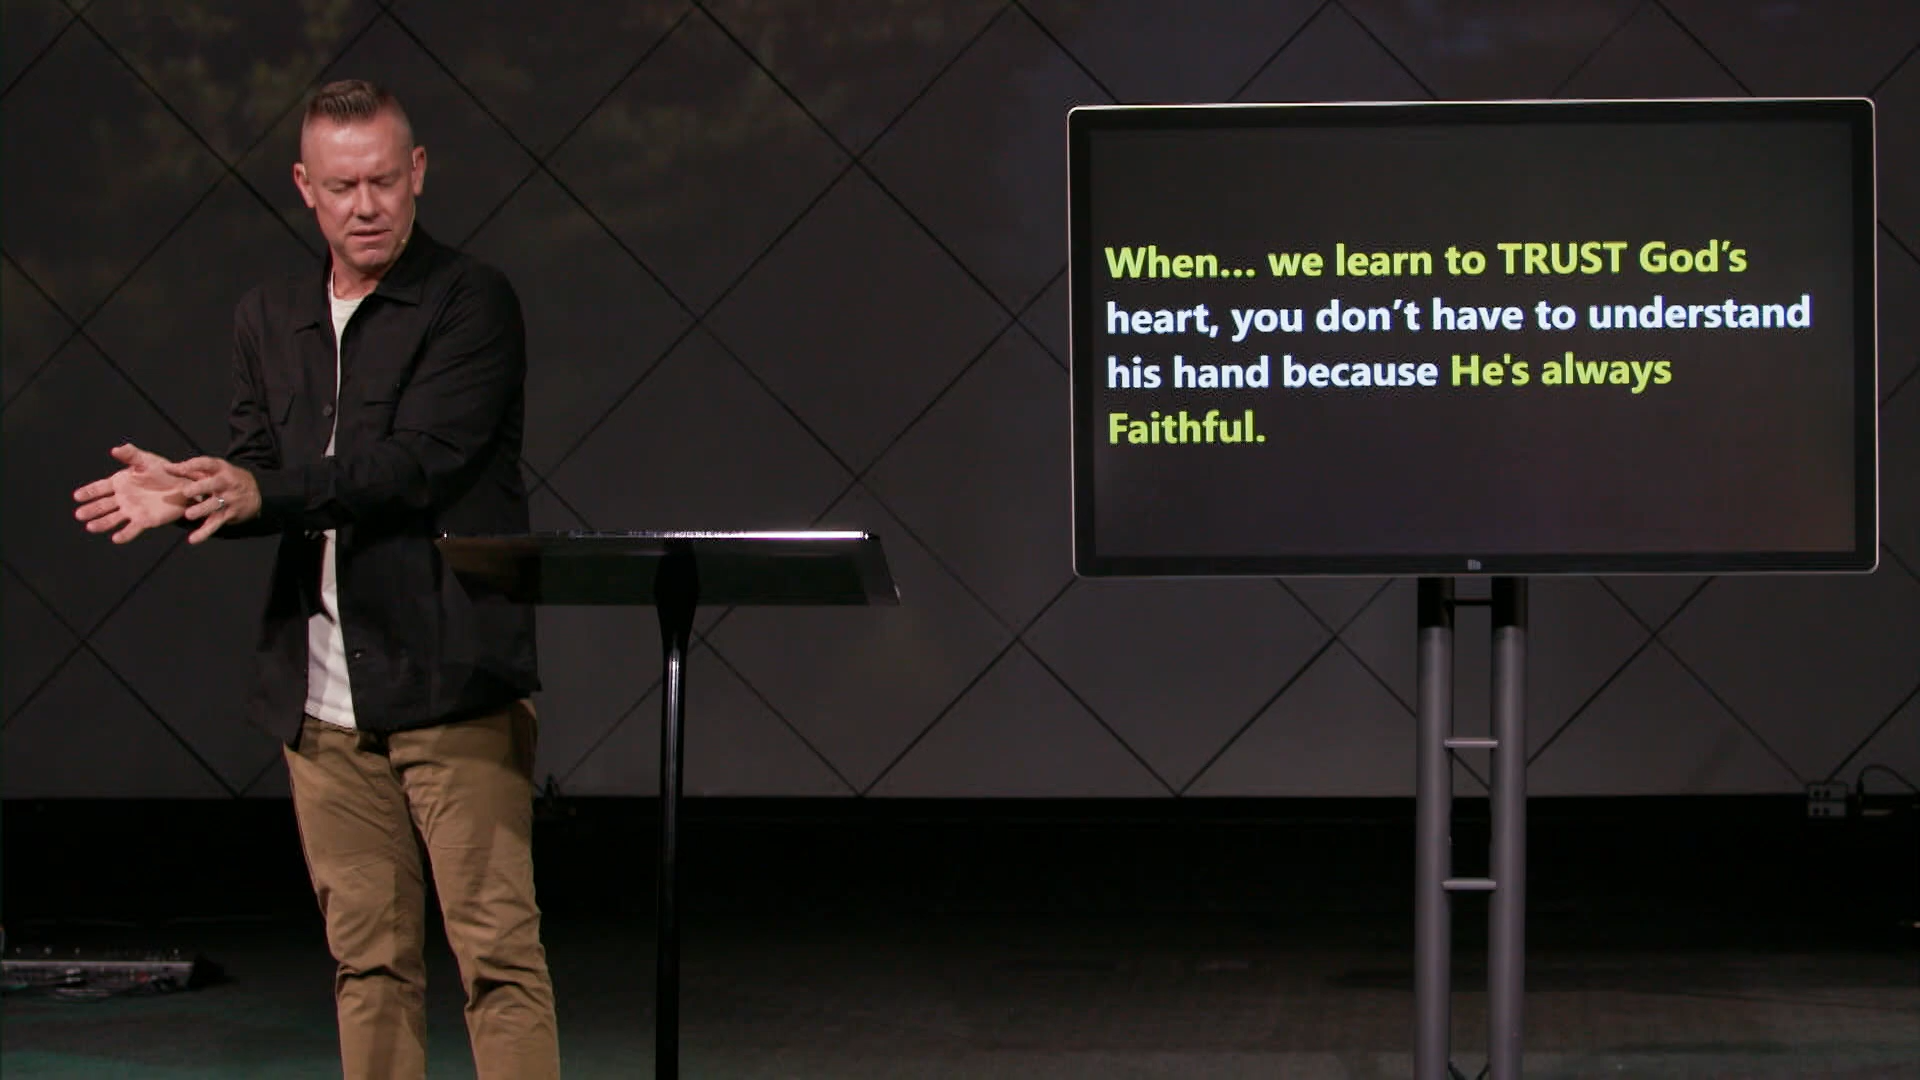 When... we learn to TRUST God’s
heart, you don’t have to understand
his hand because He's always
Faithful.